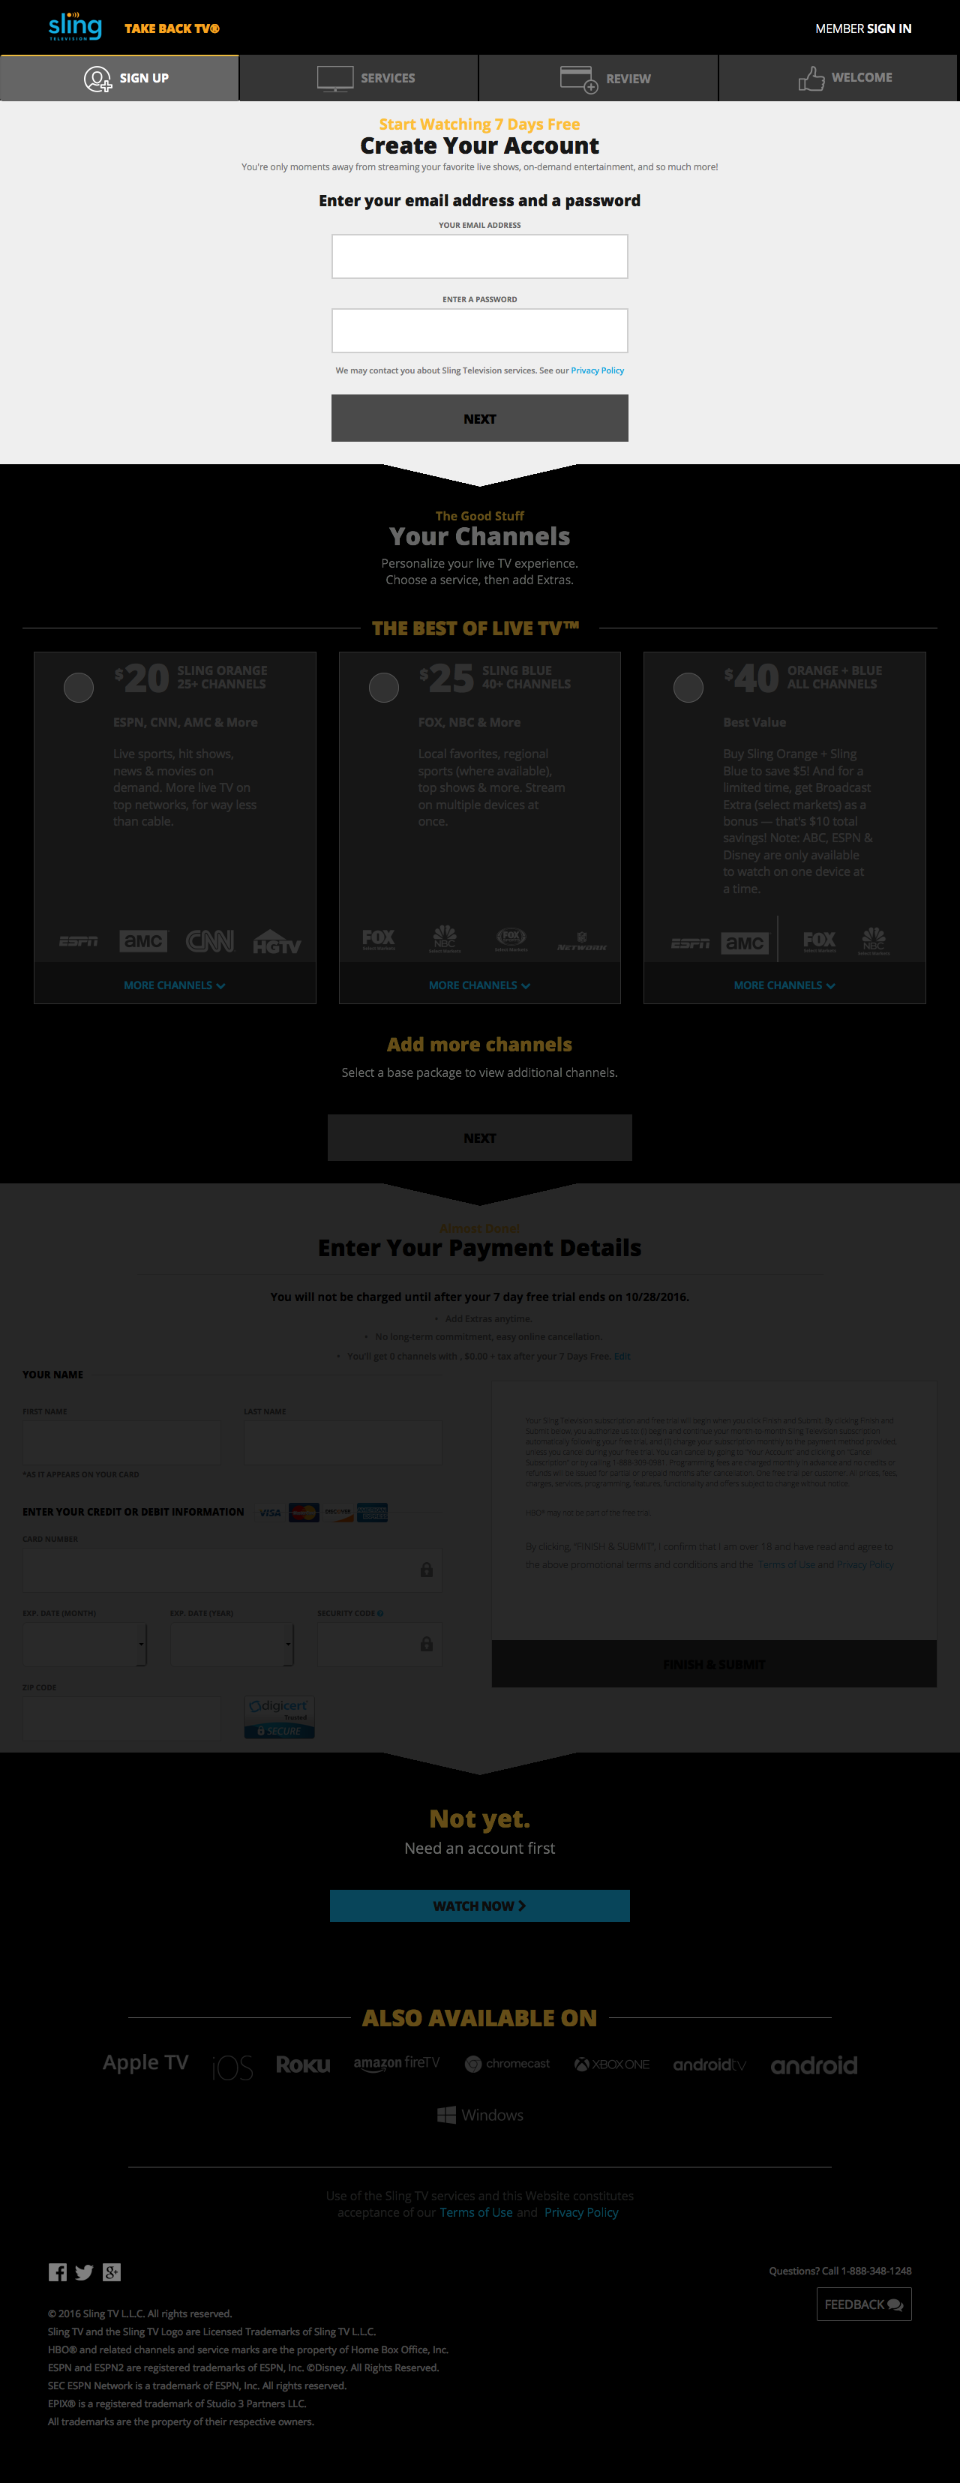 sling
TELEVISION
TAKE BACK TV®
MEMBER SIGN IN
SIGN UP
SERVICES
REVIEW
WELCOME
Start Watching 7 Days Free
Create Your Account
You're only moments away from streaming your favorite live shows, on-demand entertainment, and so much more!
Enter your email address and a password
YOUR EMAIL ADDRESS
ENTER A PASSWORD
We may contact you about Sling Television services. See our Privacy Policy
NEXT
The Good Stuff
Your Channels
Personalize your live TV experience.
Choose a service, then add Extras.
THE BEST OF LIVE TV™
$20 SLING ORANGE
25+ CHANNELS
ESPN, CNN, AMC & More
Live sports, hit shows,
news & movies on
demand. More live TV on
top networks, for way less
than cable.
ESPN aMC CNN HGTV
MORE CHANNELS
$25 SLING BLUE
40+ CHANNELS
FOX, NBC & More
Local favorites, regional
sports (where available),
top shows & more. Stream
on multiple devices at
once.
FOX NBC FOX NETWORK
MORE CHANNELS
$40 ORANGE + BLUE
ALL CHANNELS
Best Value
Buy Sling Orange + Sling
Blue to save $5! And for a
limited time, get Broadcast
Extra (select markets) as a
bonus — that's $10 total
savings! Note: ABC, ESPN &
Disney are only available
to watch on one device at
a time.
ESPN aMC FOX NBC
MORE CHANNELS
Add more channels
Select a base package to view additional channels.
NEXT
Almost Done!
Enter Your Payment Details
You will not be charged until after your 7 day free trial ends on 10/28/2016.
• Add Extras anytime.
• No long-term commitment, easy online cancellation.
• You'll get 0 channels with . $0.00 + tax after your 7 Days Free. Edit
YOUR NAME
FIRST NAME
LAST NAME
*AS IT APPEARS ON YOUR CARD
ENTER YOUR CREDIT OR DEBIT INFORMATION
VISA MasterCard DISCOVER
CARD NUMBER
EXP. DATE (MONTH)
EXP. DATE (YEAR)
SECURITY CODE
ZIP CODE
digicert
Trusted
SECURE
Your Sling Television subscription and free trial will begin when you click Finish and Submit. By clicking Finish and
HBO® may not be part of the free trial.
By clicking, "FINISH & SUBMIT", I confirm that I am over 18 and have read and agree to
the above promotional terms and conditions and the Terms of Use and Privacy Policy
FINISH & SUBMIT
Not yet.
Need an account first
WATCH NOW
ALSO AVAILABLE ON
Apple TV iOS ROKU amazon fireTV chromecast XBOX ONE androidtv android
Windows
Use of the Sling TV services and this Website constitutes
acceptance of our Terms of Use and Privacy Policy
Questions? Call 1-888-348-1248
FEEDBACK
© 2016 Sling TV L.L.C. All rights reserved.
Sling TV and the Sling TV Logo are Licensed Trademarks of Sling TV L.L.C.
HBO® and related channels and service marks are the property of Home Box Office, Inc.
ESPN and ESPN2 are registered trademarks of ESPN, Inc. ©Disney. All Rights Reserved.
SEC ESPN Network is a trademark of ESPN, Inc. All rights reserved.
EPIX® is a registered trademark of Studio 3 Partners LLC.
All trademarks are the property of their respective owners.